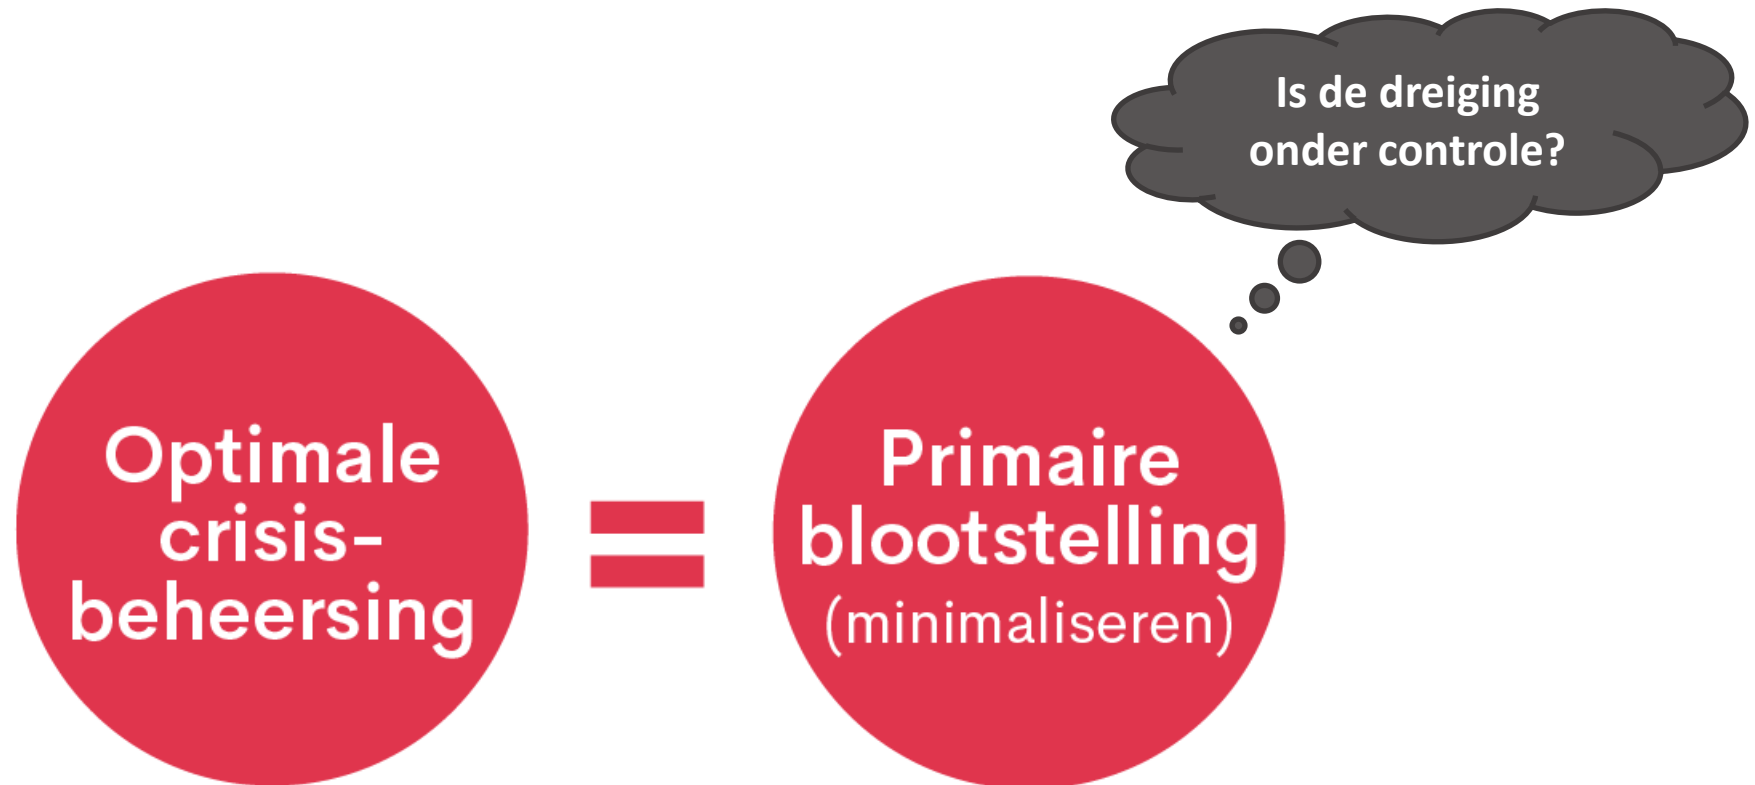 Is de dreiging
onder controle?
Optimale
crisis-
beheersing
=
Primaire
blootstelling
(minimaliseren)